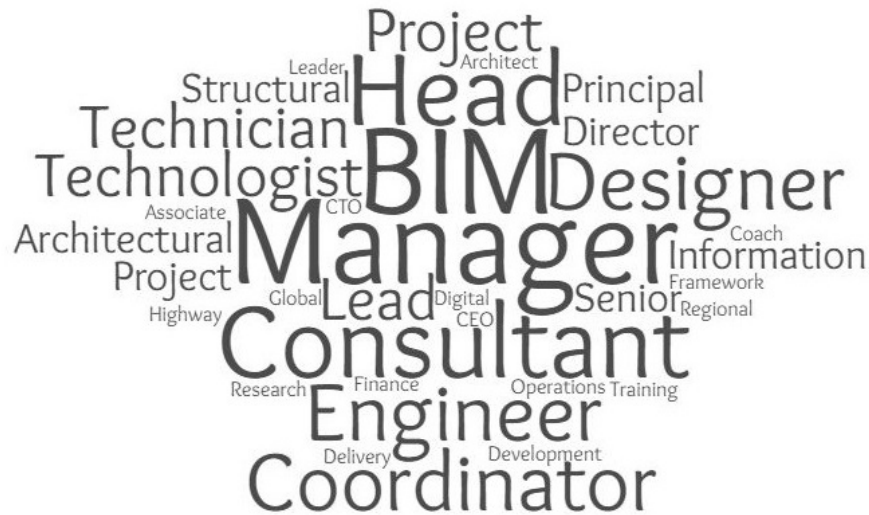 Project
Leader Architect
Structural Head Principal
Technician Director
Technologist BIM Designer
Associate CTO
Architectural Manager Coach
Information
Project Framework
Highway Global Lead Digital Senior Regional
CEO
Consultant
Research Finance Operations Training
Engineer
Delivery Development
Coordinator